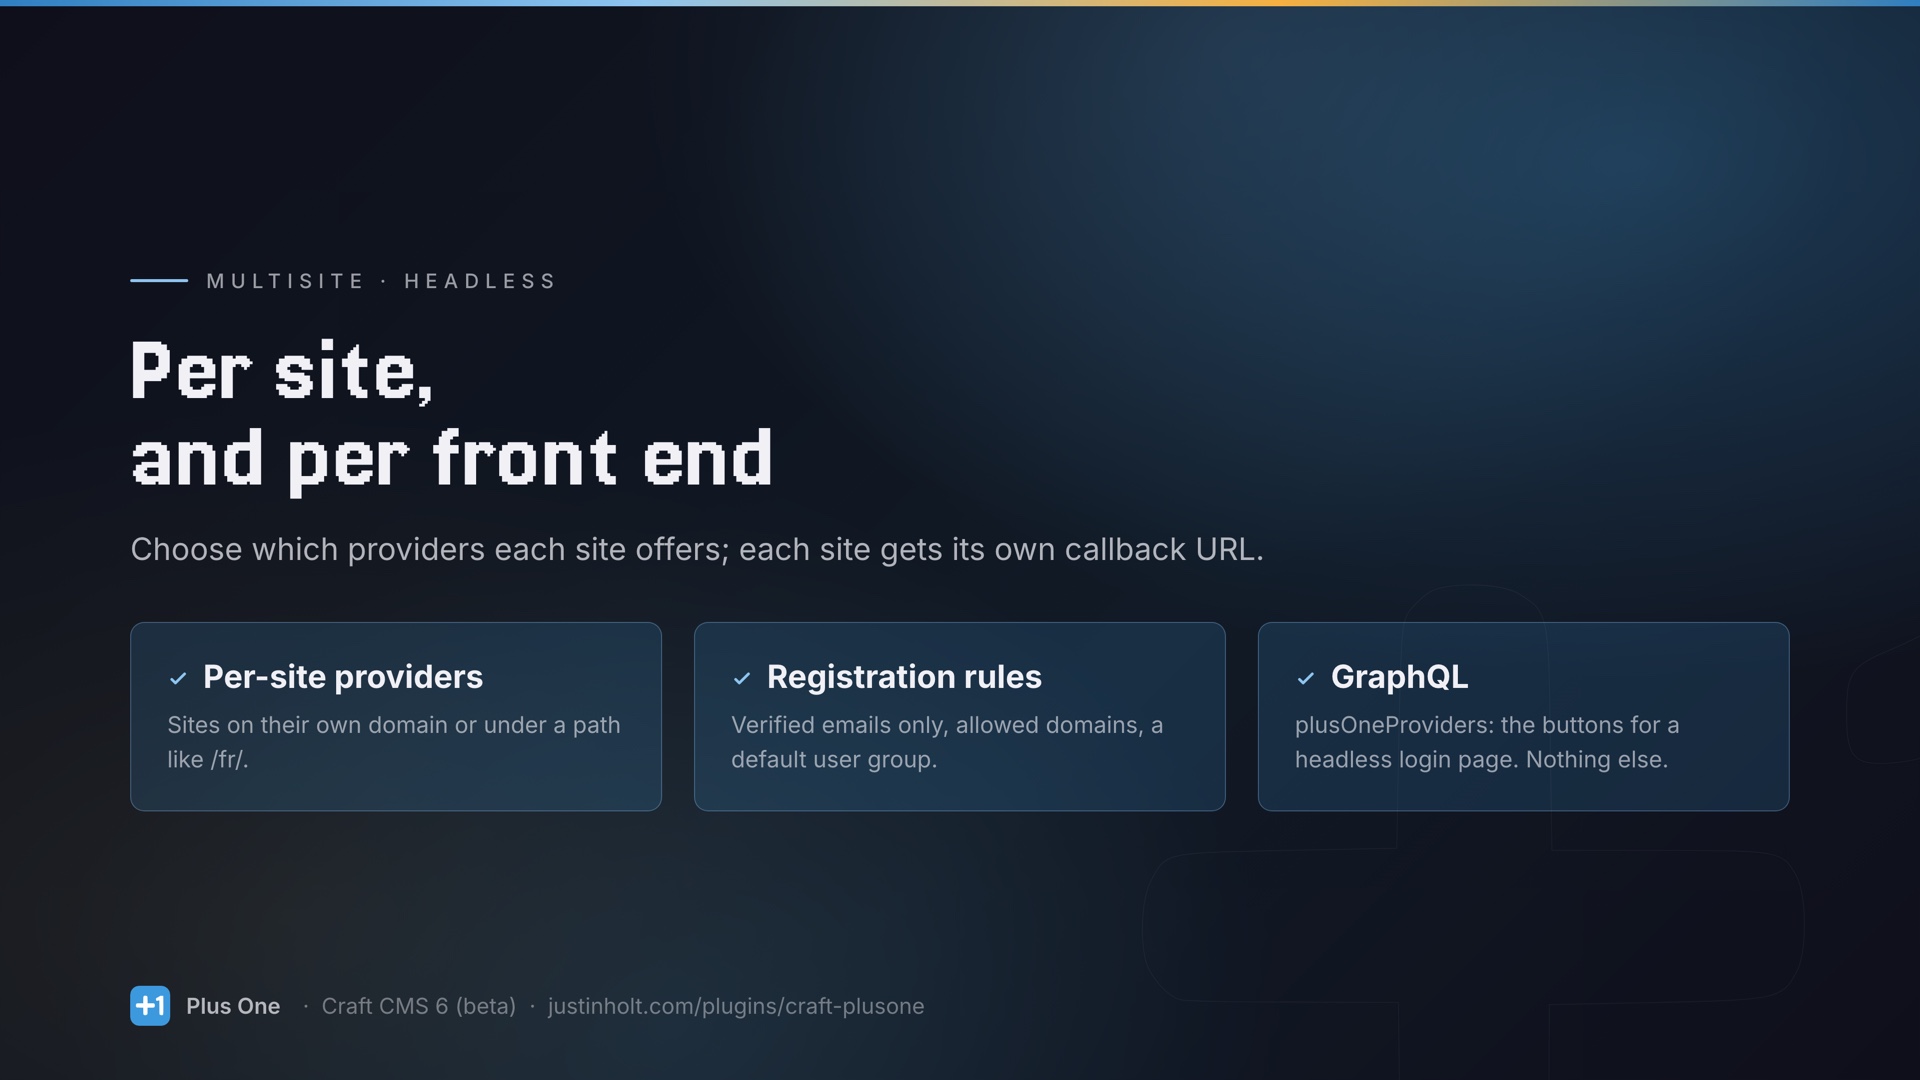 MULTISITE · HEADLESS
Per site,
and per front end
Choose which providers each site offers; each site gets its own callback URL.
Per-site providers
Sites on their own domain or under a path
like /fr/.
Registration rules
Verified emails only, allowed domains, a
default user group.
GraphQL
plusOneProviders: the buttons for a
headless login page. Nothing else.
+1 Plus One · Craft CMS 6 (beta) · justinholt.com/plugins/craft-plusone